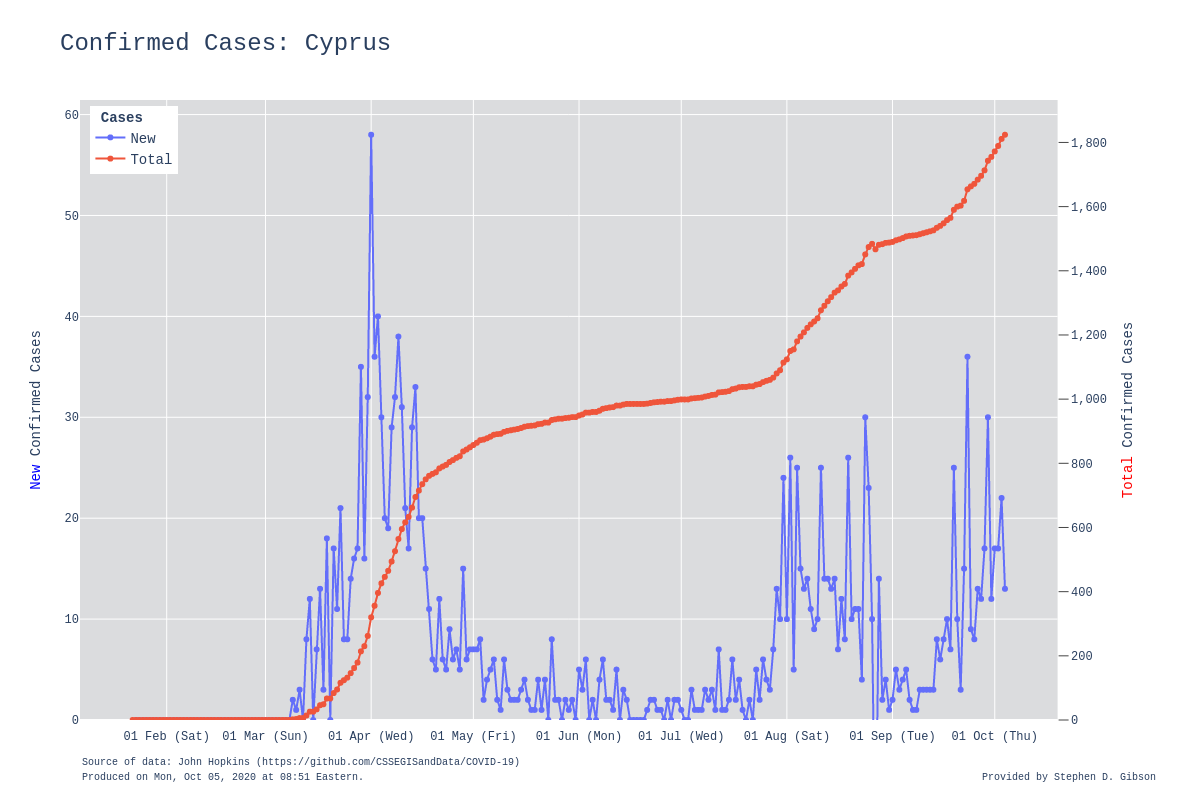 Confirmed Cases: Cyprus
Cases
New
Total
60
50
40
30
20
10
0
New Confirmed Cases
1,800
1,600
1,400
1,200
1,000
800
600
400
200
0
Total Confirmed Cases
01 Feb (Sat) 01 Mar (Sun) 01 Apr (Wed) 01 May (Fri) 01 Jun (Mon) 01 Jul (Wed) 01 Aug (Sat) 01 Sep (Tue) 01 Oct (Thu)
Source of data: John Hopkins (https://github.com/CSSEGISandData/COVID-19)
Produced on Mon, Oct 05, 2020 at 08:51 Eastern.
Provided by Stephen D. Gibson